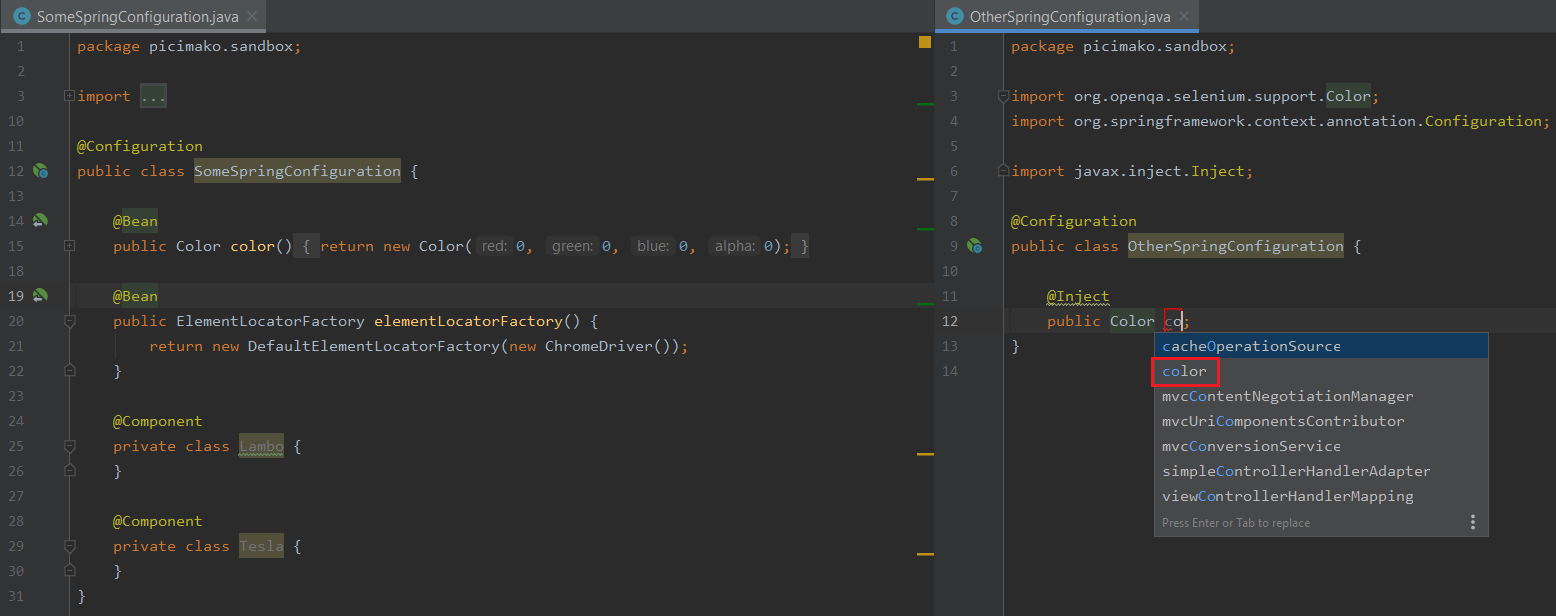 SomeSpringConfiguration.java
1 package picimako.sandbox;
2
3 import ...
10
11 @Configuration
12 public class SomeSpringConfiguration {
13
14 @Bean
15 public Color color() { return new Color( red: 0, green: 0, blue: 0, alpha: 0); }
18
19 @Bean
20 public ElementLocatorFactory elementLocatorFactory() {
21 return new DefaultElementLocatorFactory(new ChromeDriver());
22 }
23
24 @Component
25 private class Lambo {
26 }
27
28 @Component
29 private class Tesla {
30 }
31 }
OtherSpringConfiguration.java
1 package picimako.sandbox;
2
3 import org.openqa.selenium.support.Color;
4 import org.springframework.context.annotation.Configuration;
5
6 import javax.inject.Inject;
7
8 @Configuration
9 public class OtherSpringConfiguration {
10
11 @Inject
12 public Color co;
13 }
14
cacheOperationSource
color
mvcContentNegotiationManager
mvcUriComponentsContributor
mvcConversionService
simpleControllerHandlerAdapter
viewControllerHandlerMapping
Press Enter or Tab to replace